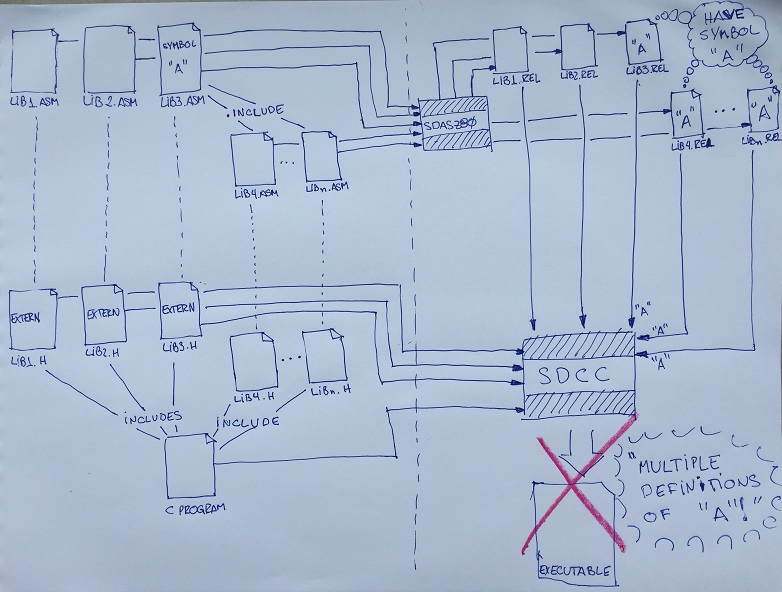 HAVE
SYMBOL
"A"
SYMBOL
"A"
"A"
LIB1.ASM
LIB2.ASM
LIB3.ASM
LIB1.REL
LIB2.REL
LIB3.REL
.INCLUDE
SDASZ80
"A"
...
"A"
LIB4.REL
LIBn.REL
...
LIB4.ASM
LIBn.ASM
EXTERN
EXTERN
EXTERN
"A"
"A"
"A"
LIB1.H
LIB2.H
LIB3.H
...
LIB4.H
LIBn.H
SDCC
INCLUDES
INCLUDE
C PROGRAM
"MULTIPLE
DEFINITIONS
OF "A"!"
EXECUTABLE